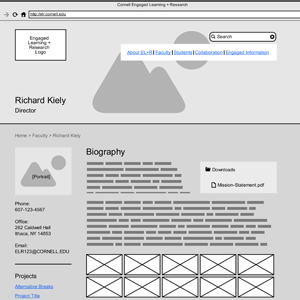 Cornell Engaged Learning + Research
http://elr.cornell.edu
Engaged
Learning +
Research
Logo
Search
About EL+R | Faculty | Students | Collaboration | Engaged Information
Richard Kiely
Director
Home > Faculty > Richard Kiely
[Portrait]
Biography
Downloads
Mission-Statement.pdf
Phone:
607-123-4567
Office:
262 Caldwell Hall
Ithaca, NY 14853
Email:
ELR123@CORNELL.EDU
Projects
Alternative Breaks
Project Title